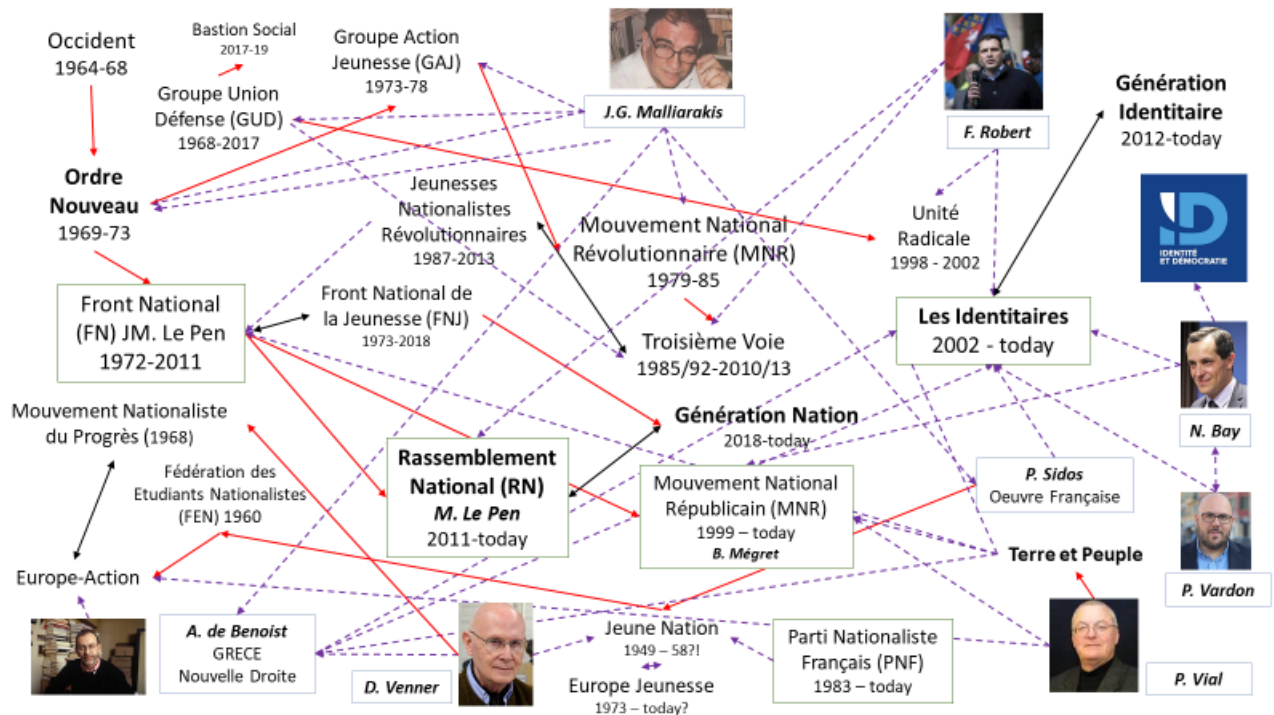 Occident
1964-68
Bastion Social
2017-19
Groupe Action
Jeunesse (GAJ)
1973-78
Groupe Union
Défense (GUD)
1968-2017
J.G. Malliarakis
F. Robert
Génération
Identitaire
2012-today
Ordre
Nouveau
1969-73
Jeunesses
Nationalistes
Révolutionnaires
1987-2013
Mouvement National
Révolutionnaire (MNR)
1979-85
Unité
Radicale
1998 - 2002
ID
IDENTITÉ
ET DÉMOCRATIE
Front National
(FN) JM. Le Pen
1972-2011
Front National de
la Jeunesse (FNJ)
1973-2018
Troisième Voie
1985/92-2010/13
Les Identitaires
2002 - today
Mouvement Nationaliste
du Progrès (1968)
Génération Nation
2018-today
N. Bay
Fédération des
Etudiants Nationalistes
(FEN) 1960
Rassemblement
National (RN)
M. Le Pen
2011-today
Mouvement National
Républicain (MNR)
1999 – today
B. Mégret
P. Sidos
Oeuvre Française
Terre et Peuple
P. Vardon
Europe-Action
A. de Benoist
GRECE
Nouvelle Droite
D. Venner
Jeune Nation
1949 – 58?!
Europe Jeunesse
1973 – today?
Parti Nationaliste
Français (PNF)
1983 – today
P. Vial